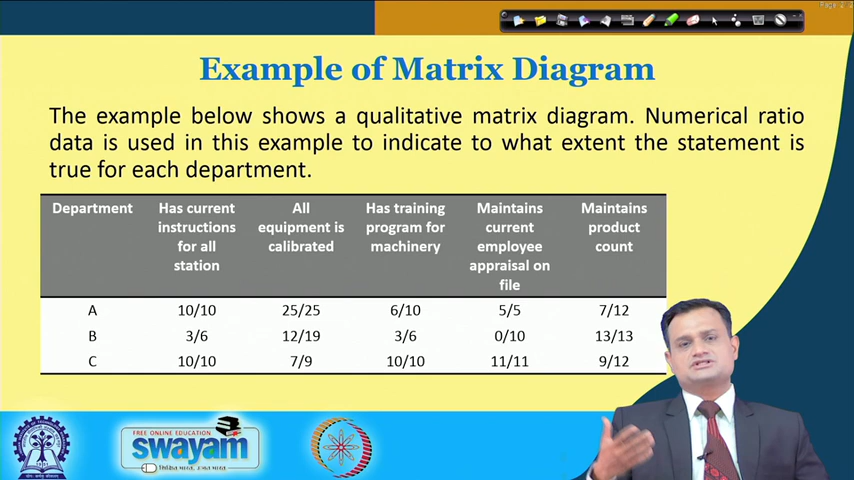 Example of Matrix Diagram
The example below shows a qualitative matrix diagram. Numerical ratio
data is used in this example to indicate to what extent the statement is
true for each department.
Department | Has current instructions for all station | All equipment is calibrated | Has training program for machinery | Maintains current employee appraisal on file | Maintains product count
A 10/10 25/25 6/10 5/5 7/12
B 3/6 12/19 3/6 0/10 13/13
C 10/10 7/9 10/10 11/11 9/12
FREE ONLINE EDUCATION
swayam
शिक्षित भारत, उन्नत भारत